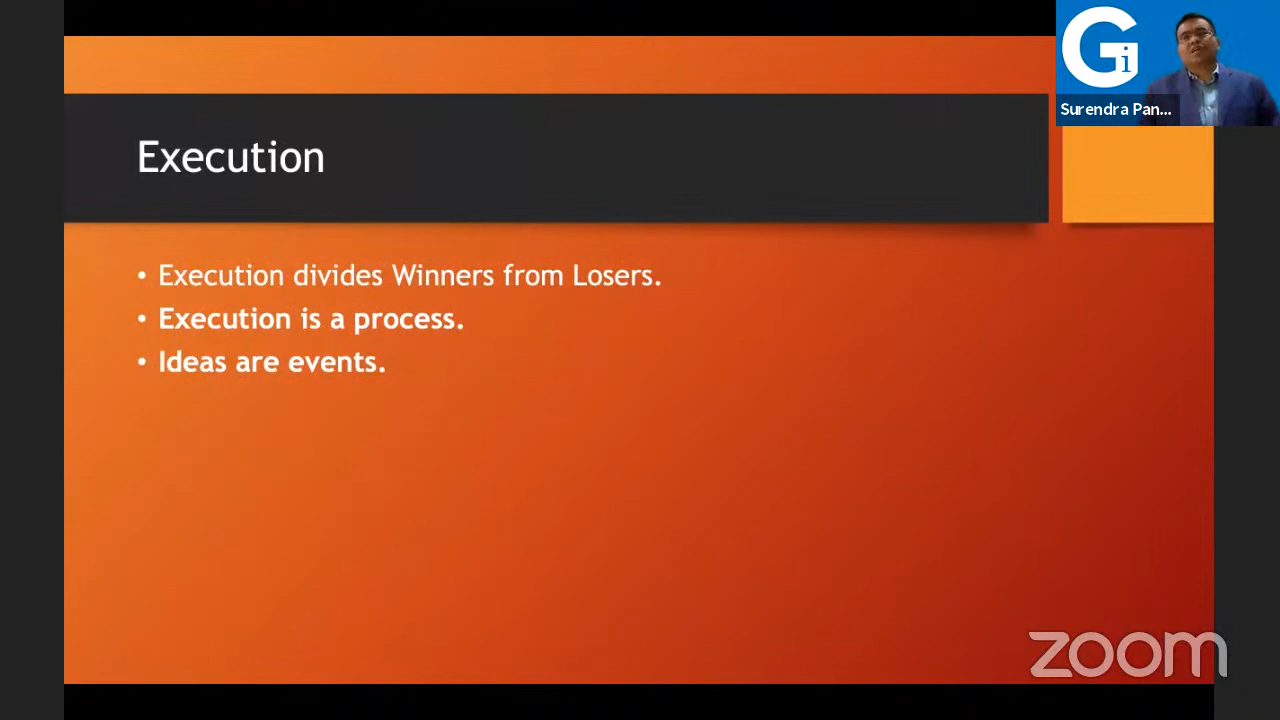 Gi
Surendra Pan...
Execution
• Execution divides Winners from Losers.
• Execution is a process.
• Ideas are events.
zoom